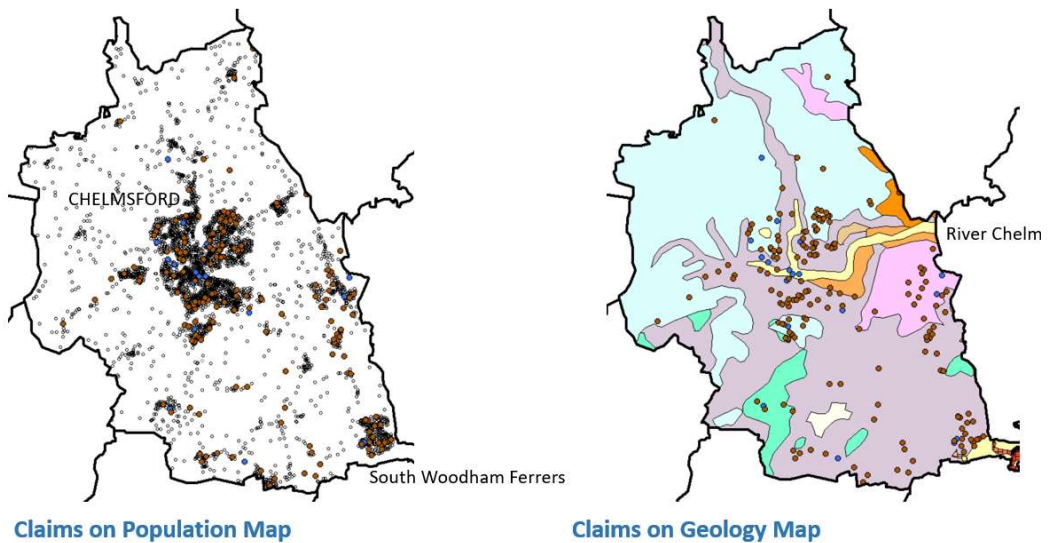 CHELMSFORD
River Chelm
South Woodham Ferrers
Claims on Population Map
Claims on Geology Map